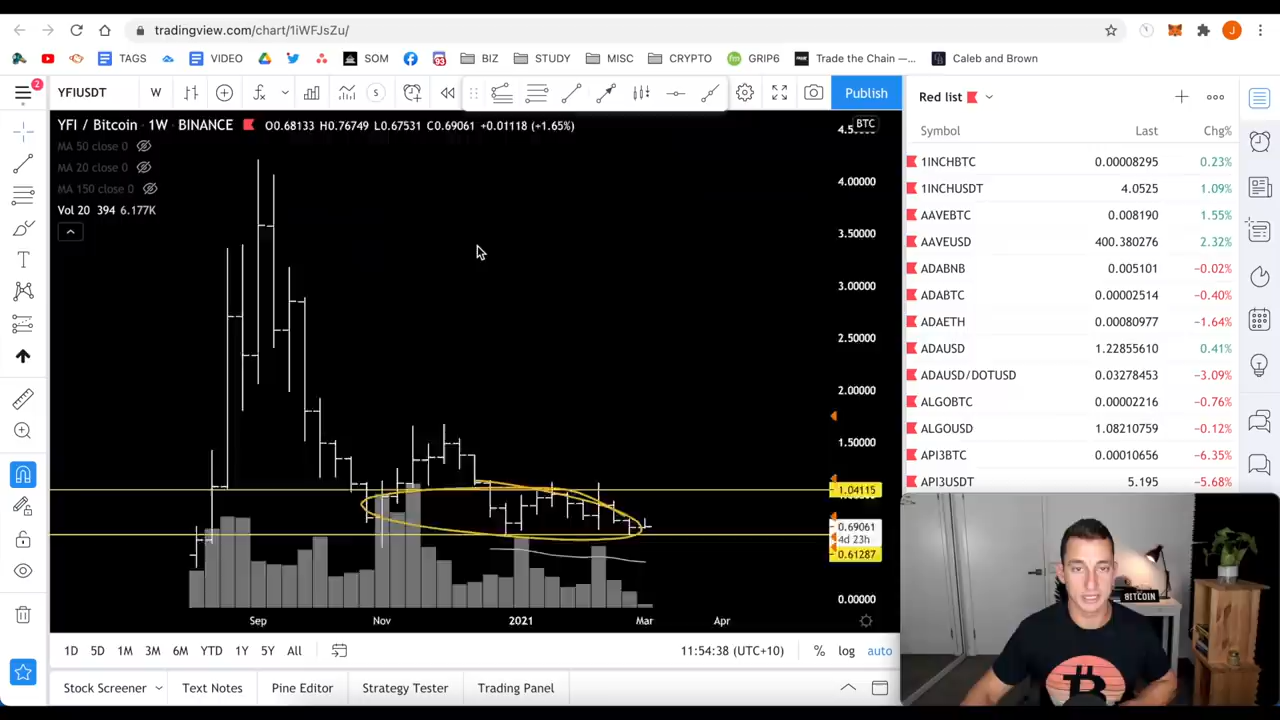 tradingview.com/chart/1iWFJsZu/
TAGS VIDEO SOM 93 BIZ STUDY MISC CRYPTO GRIP6 Trade the Chain —... Caleb and Brown
2 YFIUSDT W S Publish Red list
YFI / Bitcoin · 1W · BINANCE O0.68133 H0.76749 L0.67531 C0.69061 +0.01118 (+1.65%) BTC
MA 50 close 0
MA 20 close 0
MA 150 close 0
Vol 20 394 6.177K
4.00000
3.50000
3.00000
2.50000
2.00000
1.50000
1.04115
0.69061
4d 23h
0.61287
0.00000
Sep Nov 2021 Mar Apr
1D 5D 1M 3M 6M YTD 1Y 5Y All 11:54:38 (UTC+10) % log auto
Stock Screener Text Notes Pine Editor Strategy Tester Trading Panel
Symbol Last Chg%
1INCHBTC 0.00008295 0.23%
1INCHUSDT 4.0525 1.09%
AAVEBTC 0.008190 1.55%
AAVEUSD 400.380276 2.32%
ADABNB 0.005101 −0.02%
ADABTC 0.00002514 −0.40%
ADAETH 0.00080977 −1.64%
ADAUSD 1.22855610 0.41%
ADAUSD/DOTUSD 0.03278453 −3.09%
ALGOBTC 0.00002216 −0.76%
ALGOUSD 1.08210759 −0.12%
API3BTC 0.00010656 −6.35%
API3USDT 5.195 −5.68%
BITCOIN